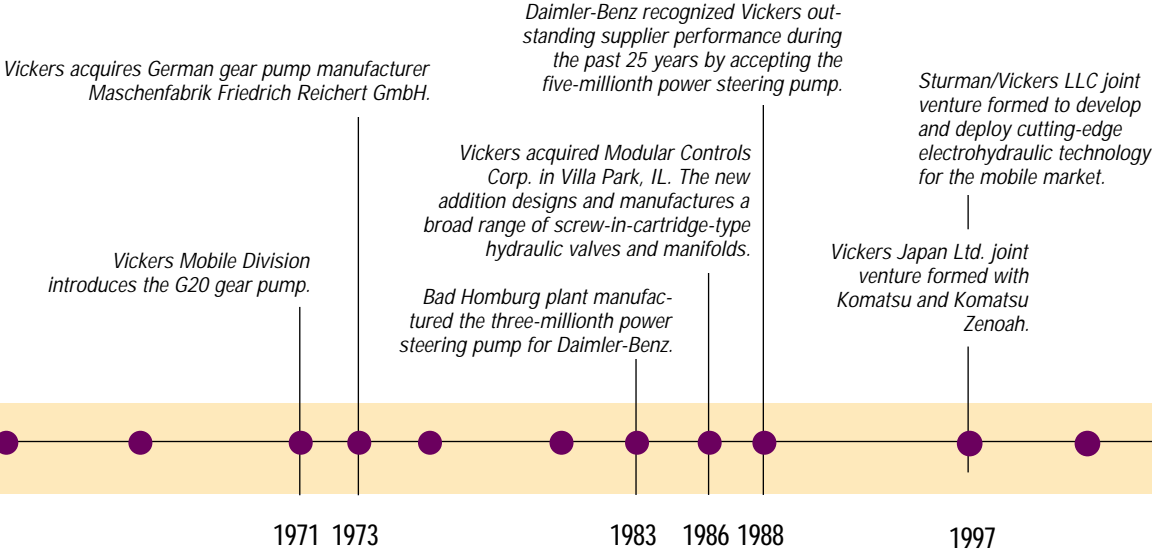 Daimler-Benz recognized Vickers out-
standing supplier performance during
the past 25 years by accepting the
five-millionth power steering pump.
Vickers acquires German gear pump manufacturer
Maschenfabrik Friedrich Reichert GmbH.
Sturman/Vickers LLC joint
venture formed to develop
and deploy cutting-edge
electrohydraulic technology
for the mobile market.
Vickers acquired Modular Controls
Corp. in Villa Park, IL. The new
addition designs and manufactures a
broad range of screw-in-cartridge-type
hydraulic valves and manifolds.
Vickers Japan Ltd. joint
venture formed with
Komatsu and Komatsu
Zenoah.
Vickers Mobile Division
introduces the G20 gear pump.
Bad Homburg plant manufac-
tured the three-millionth power
steering pump for Daimler-Benz.
1971 1973 1983 1986 1988 1997